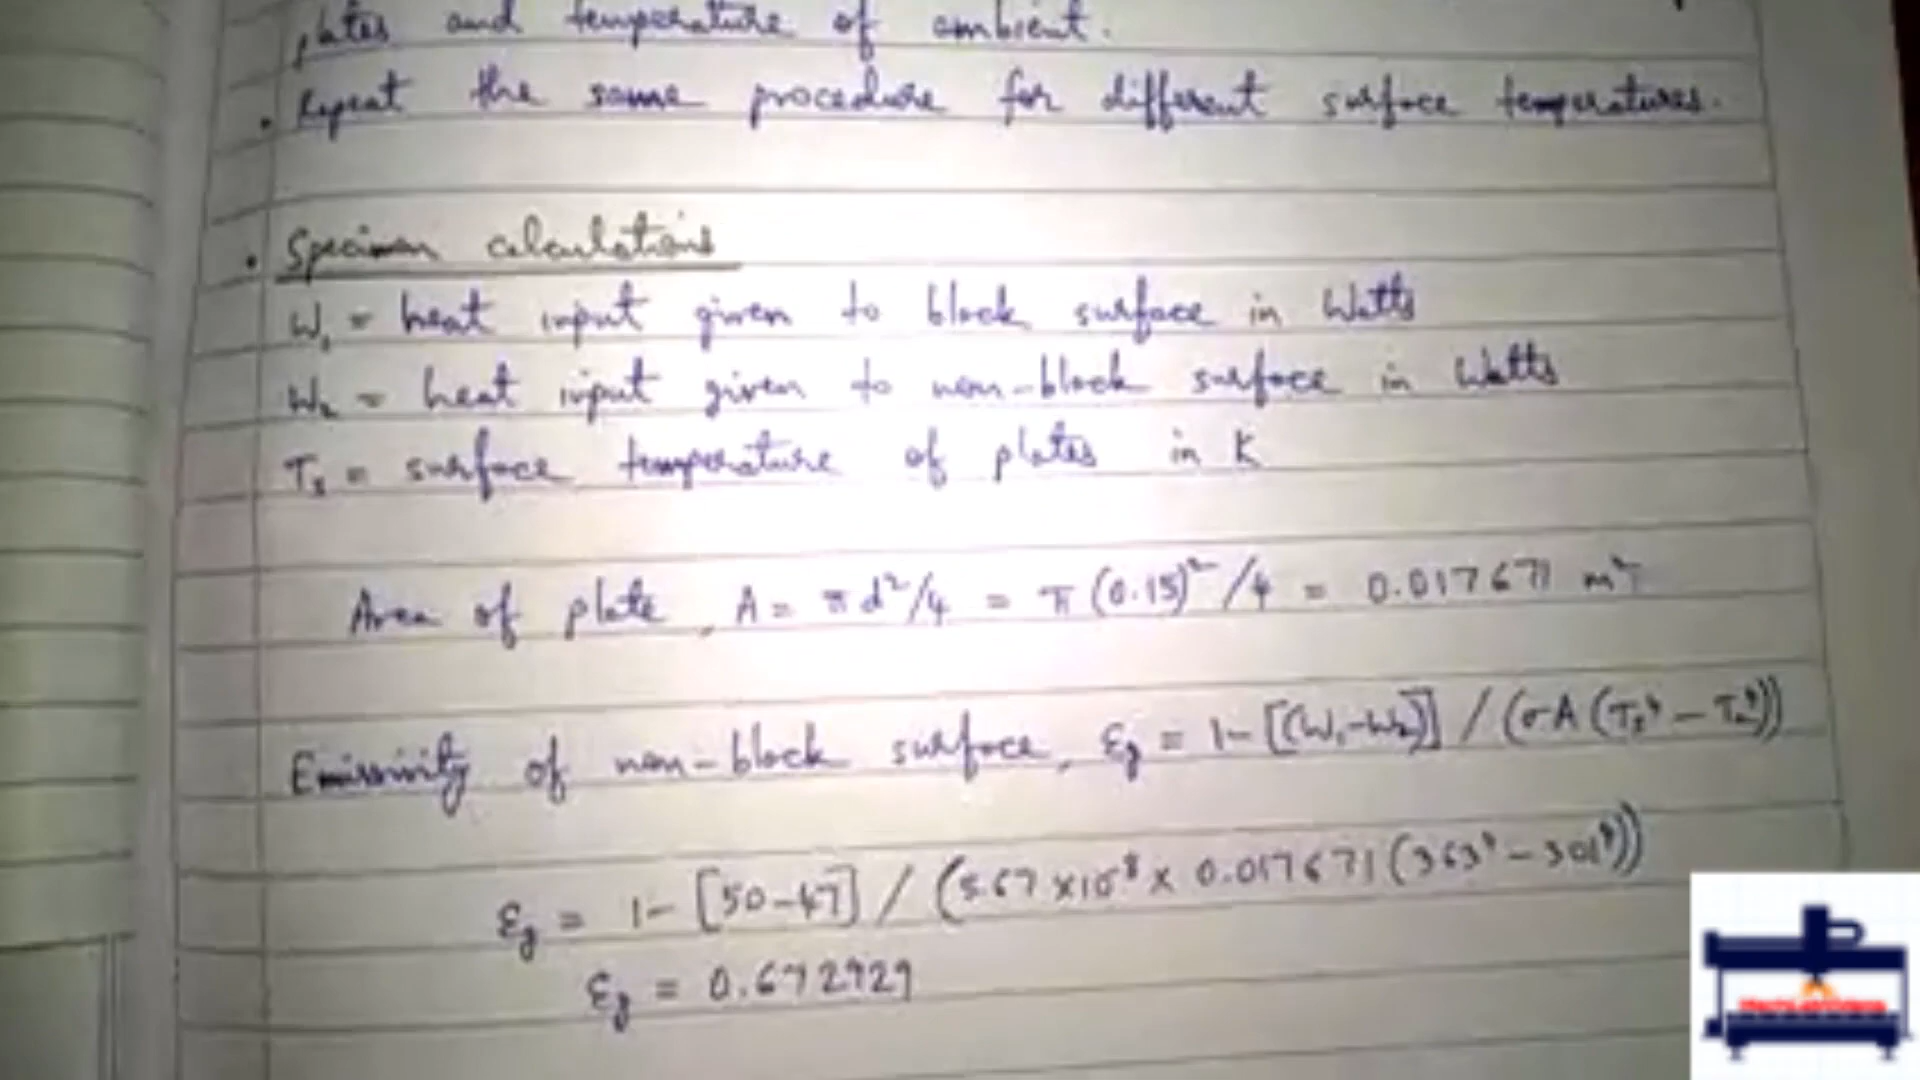 plates and temperature of ambient.
• Repeat the same procedure for different surface temperatures.
• Specimen calculations
W₁ = heat input given to black surface in Watts
W₂ = heat input given to non-black surface in Watts
Tₛ = surface temperature of plates in K
Area of plate, A = πd²/4 = π(0.15)²/4 = 0.017671 m²
Emissivity of non-black surface, Eg = 1-[(W₁-W₂)] / (σA(Tₛ⁴ - Tₐ⁴))
Eg = 1- [50-47] / (5.67 ×10⁻⁸ × 0.017671 (363⁴ - 301⁴))
Eg = 0.672929